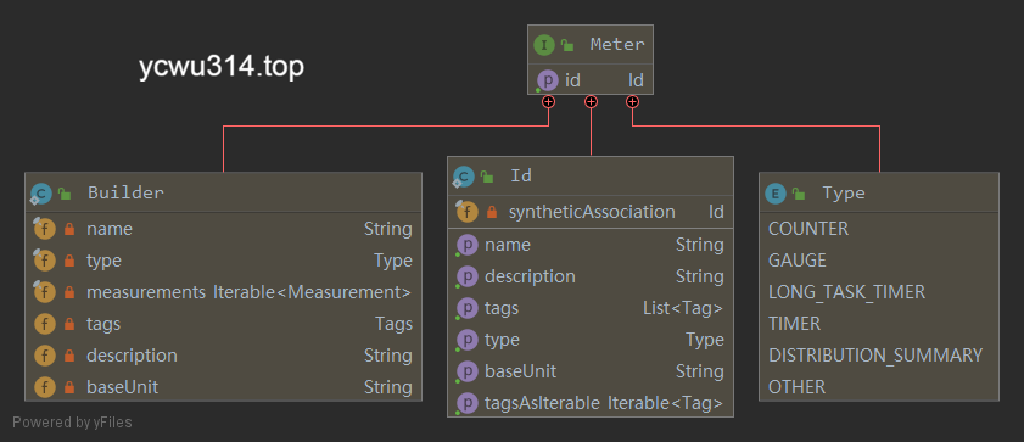 ycwu314.top
I Meter
p id Id
C Builder
f name String
f type Type
f measurements Iterable<Measurement>
f tags Tags
f description String
f baseUnit String
C Id
f syntheticAssociation Id
p name String
p description String
p tags List<Tag>
p type Type
p baseUnit String
p tagsAsIterable Iterable<Tag>
E Type
COUNTER
GAUGE
LONG_TASK_TIMER
TIMER
DISTRIBUTION_SUMMARY
OTHER
Powered by yFiles